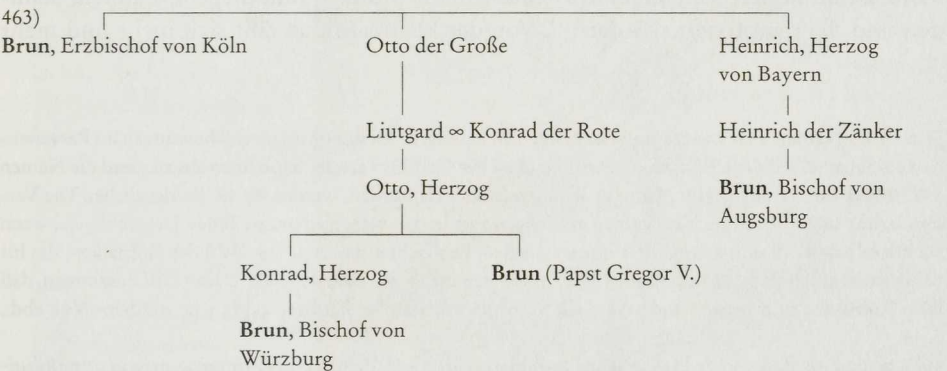 463)
Brun, Erzbischof von Köln
Otto der Große
Heinrich, Herzog
von Bayern
Liutgard ∞ Konrad der Rote
Heinrich der Zänker
Otto, Herzog
Brun, Bischof von
Augsburg
Konrad, Herzog
Brun (Papst Gregor V.)
Brun, Bischof von
Würzburg